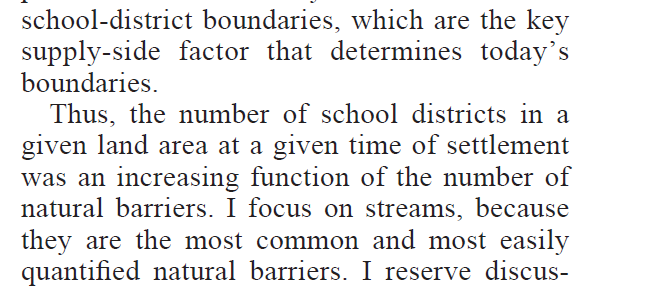 school-district boundaries, which are the key
supply-side factor that determines today's
boundaries.
Thus, the number of school districts in a
given land area at a given time of settlement
was an increasing function of the number of
natural barriers. I focus on streams, because
they are the most common and most easily
quantified natural barriers. I reserve discus-